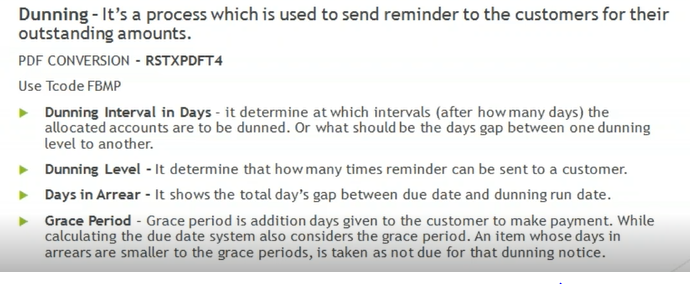 Dunning - It's a process which is used to send reminder to the customers for their
outstanding amounts.
PDF CONVERSION - RSTXPDFT4
Use Tcode FBMP
Dunning Interval in Days - it determine at which intervals (after how many days) the
allocated accounts are to be dunned. Or what should be the days gap between one dunning
level to another.
Dunning Level - It determine that how many times reminder can be sent to a customer.
Days in Arrear - It shows the total day's gap between due date and dunning run date.
Grace Period - Grace period is addition days given to the customer to make payment. While
calculating the due date system also considers the grace period. An item whose days in
arrears are smaller to the grace periods, is taken as not due for that dunning notice.